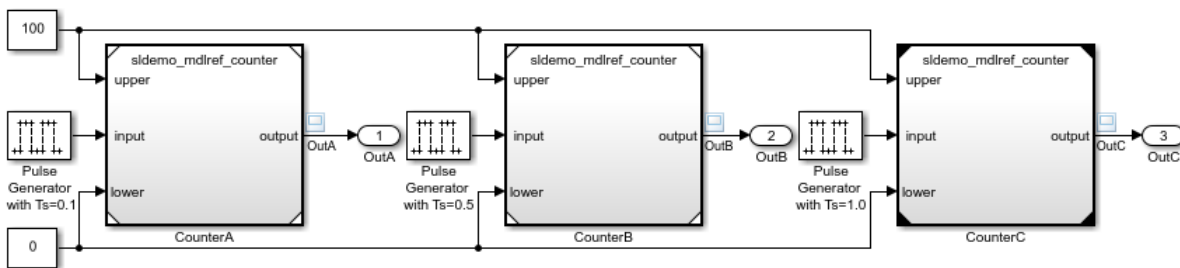 100
sldemo_mdlref_counter
upper
input
output
lower
CounterA
Pulse
Generator
with Ts=0.1
0
OutA
1
OutA
sldemo_mdlref_counter
upper
input
output
lower
CounterB
Pulse
Generator
with Ts=0.5
OutB
2
OutB
sldemo_mdlref_counter
upper
input
output
lower
CounterC
Pulse
Generator
with Ts=1.0
OutC
3
OutC